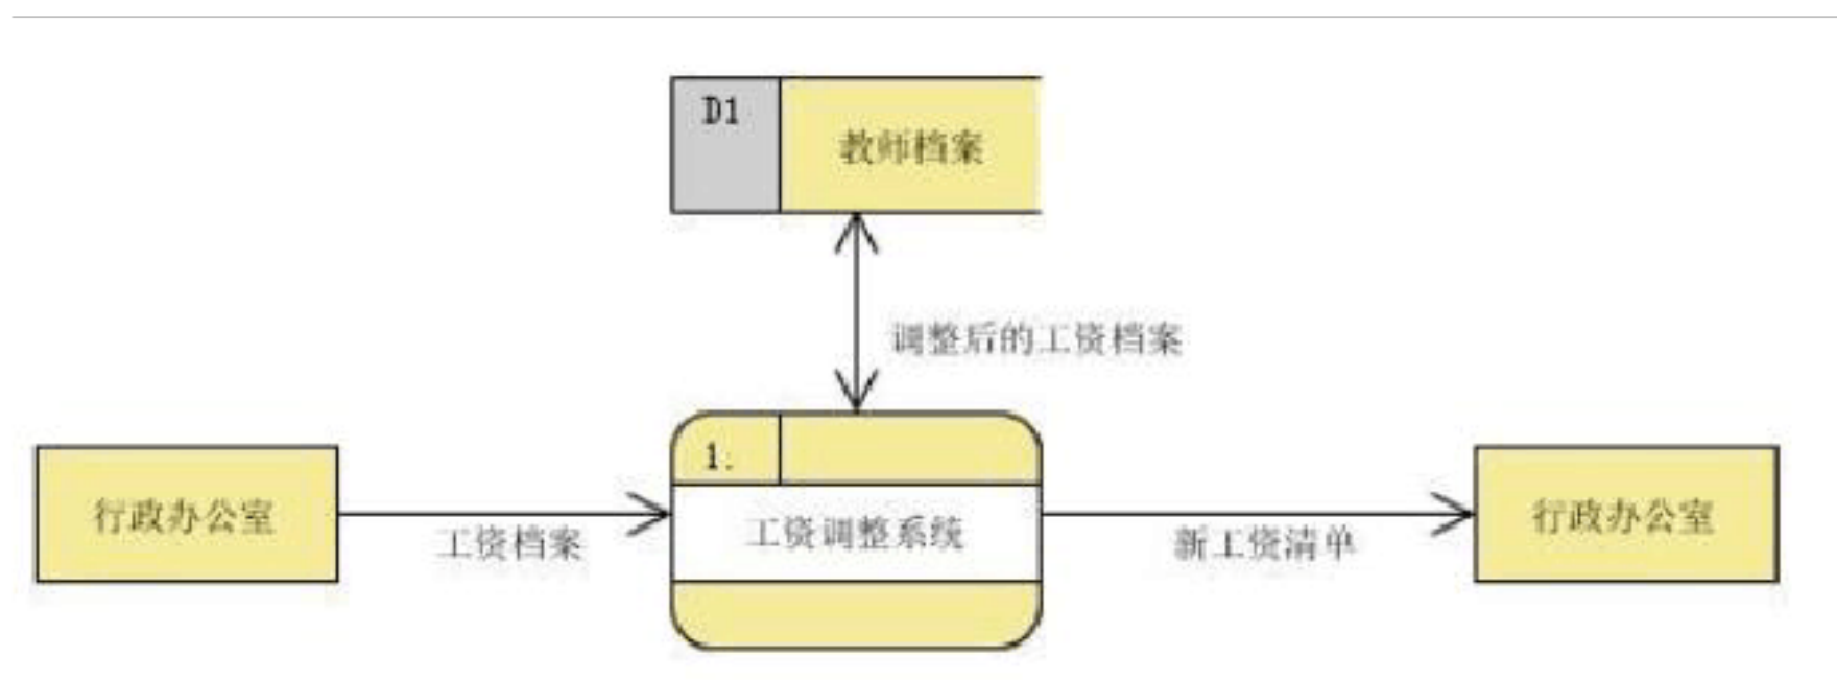 D1
教师档案
调整后的工资档案
1.
行政办公室
工资档案
工资调整系统
新工资清单
行政办公室